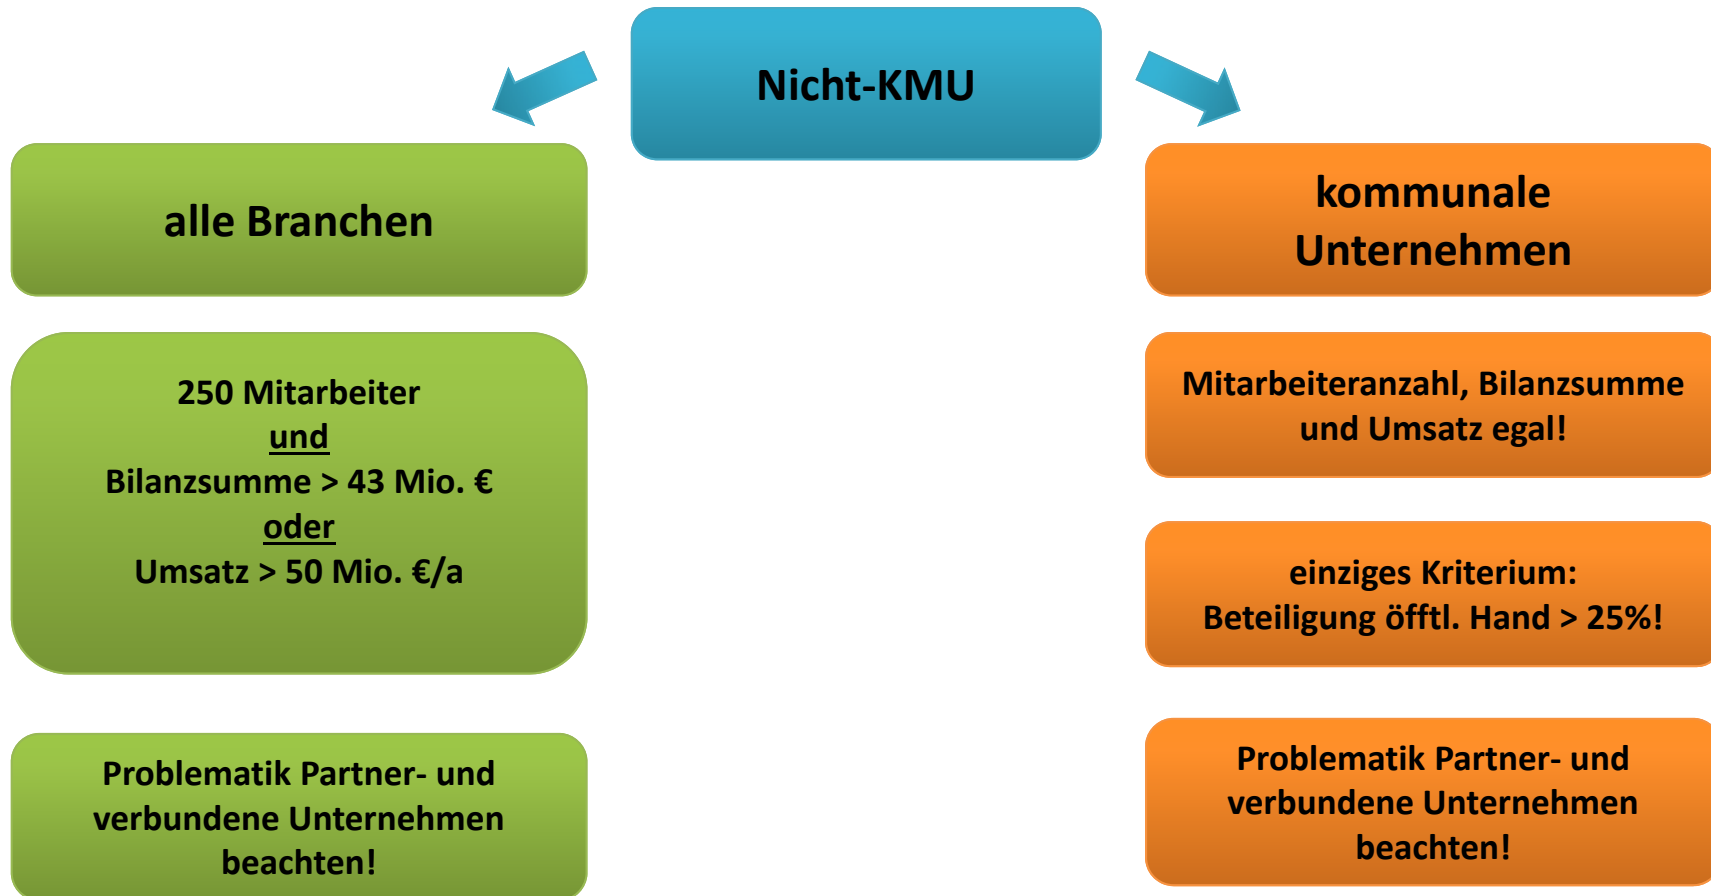 Nicht-KMU
alle Branchen
250 Mitarbeiter
und
Bilanzsumme > 43 Mio. €
oder
Umsatz > 50 Mio. €/a
Problematik Partner- und
verbundene Unternehmen
beachten!
kommunale
Unternehmen
Mitarbeiteranzahl, Bilanzsumme
und Umsatz egal!
einziges Kriterium:
Beteiligung öfftl. Hand > 25%!
Problematik Partner- und
verbundene Unternehmen
beachten!